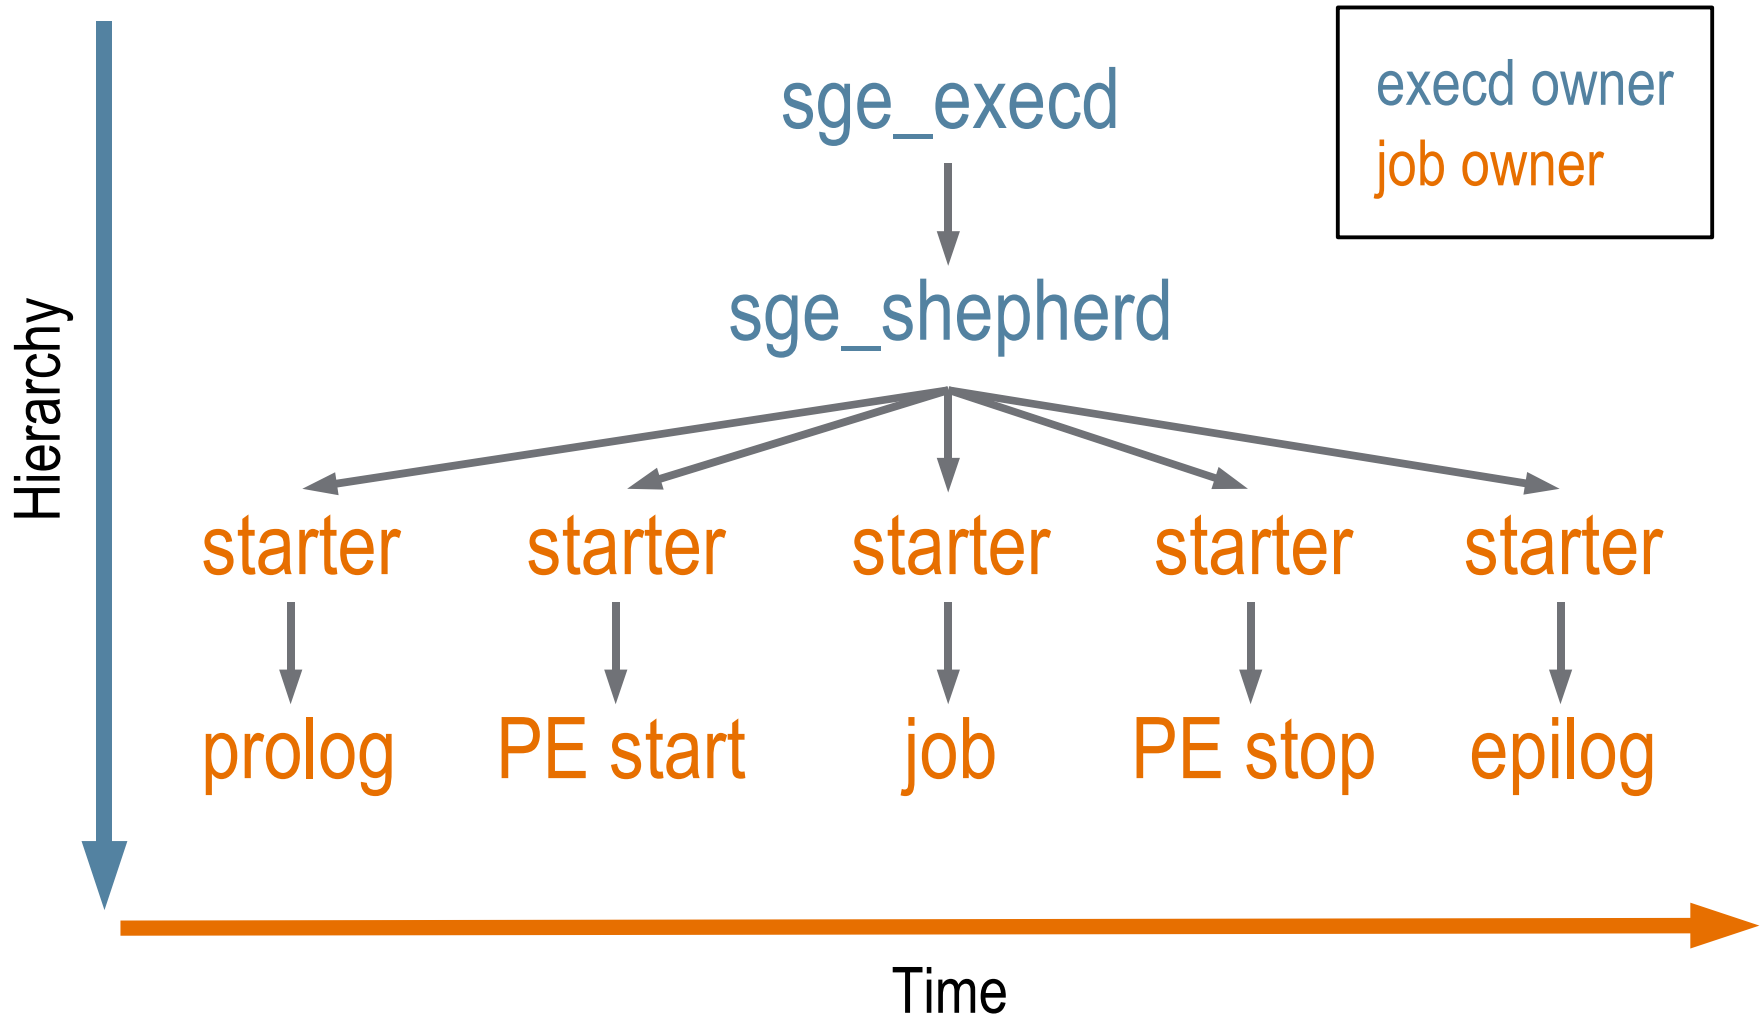 sge_execd
execd owner
job owner
sge_shepherd
Hierarchy
starter starter starter starter starter
prolog PE start job PE stop epilog
Time